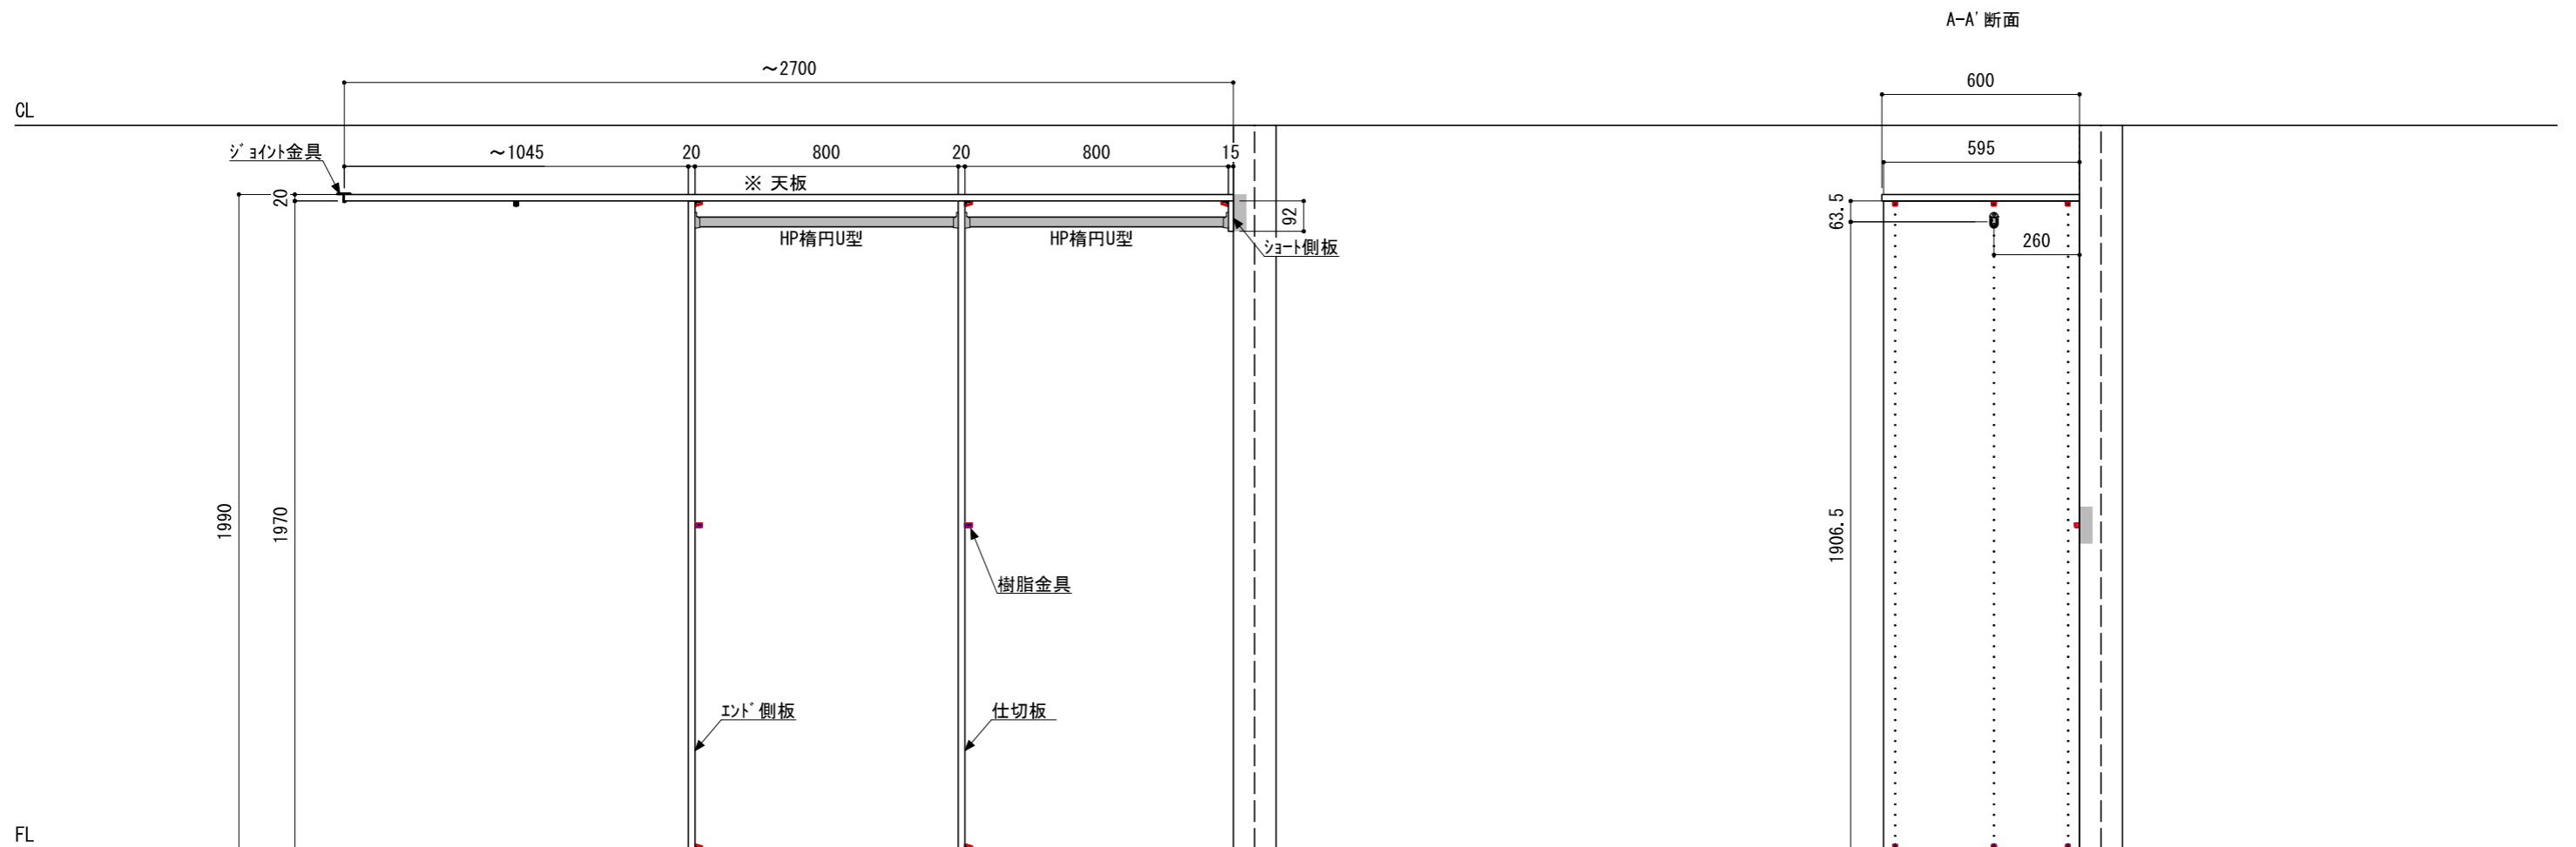 A-A' 断面
~2700
600
CL
ジョイント金具
~1045
20
800
20
800
15
595
※ 天板
20
92
63.5
HP楕円U型
HP楕円U型
ショート側板
260
1990
1970
1906.5
樹脂金具
エンド側板
仕切板
FL